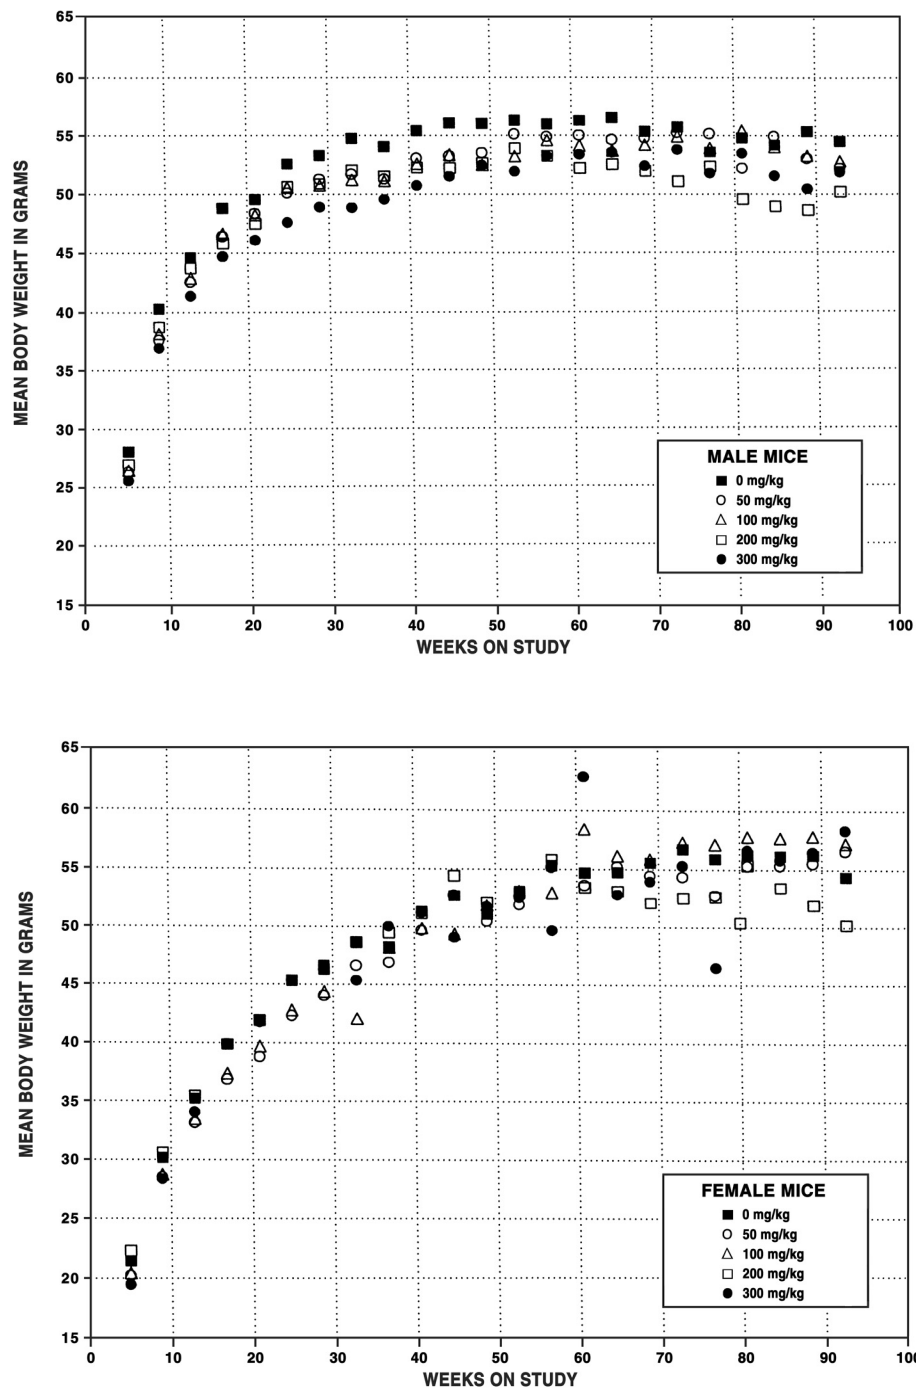 65
60
55
50
45
40
35
30
25
20
15
MEAN BODY WEIGHT IN GRAMS
MALE MICE
0 mg/kg
50 mg/kg
100 mg/kg
200 mg/kg
300 mg/kg
0 10 20 30 40 50 60 70 80 90 100
WEEKS ON STUDY
65
60
55
50
45
40
35
30
25
20
15
MEAN BODY WEIGHT IN GRAMS
FEMALE MICE
0 mg/kg
50 mg/kg
100 mg/kg
200 mg/kg
300 mg/kg
0 10 20 30 40 50 60 70 80 90 100
WEEKS ON STUDY